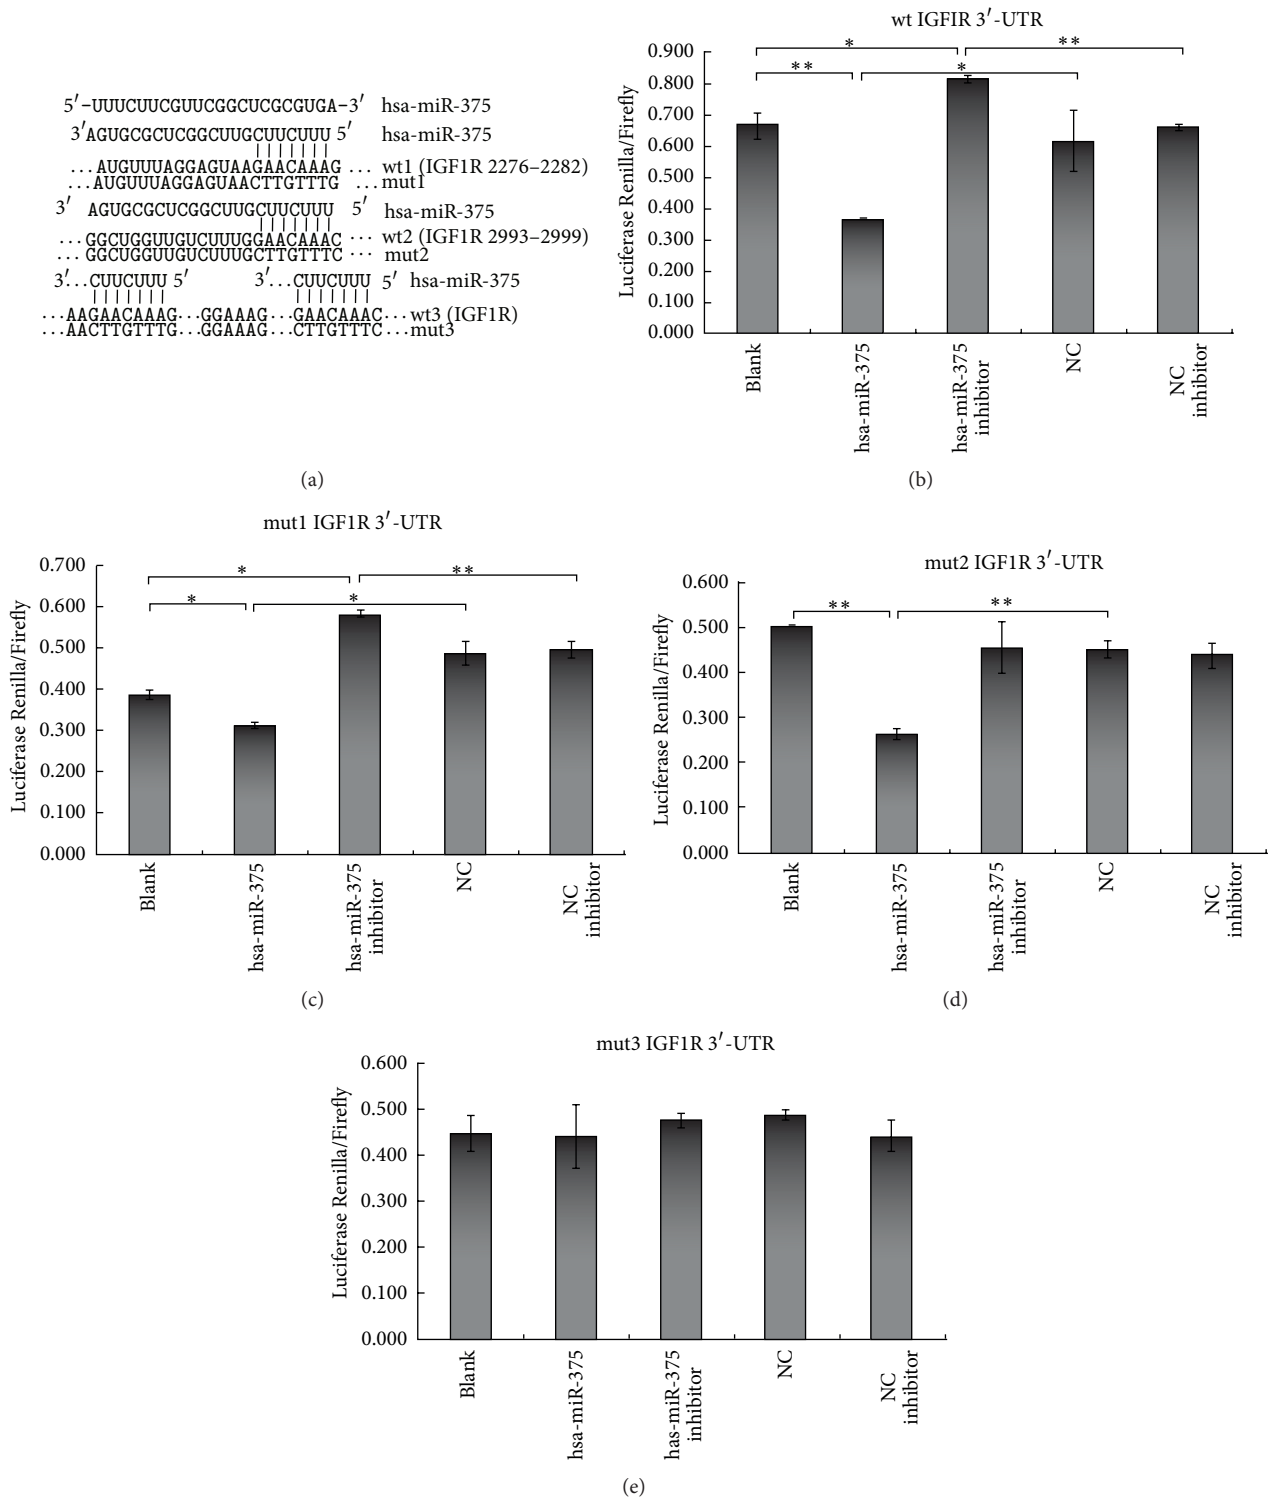 5′-UUUCUUCGUUCGGCUCGCGUGA-3′ hsa-miR-375
3′AGUGCGCUCGGCUUGCUUCUUU 5′ hsa-miR-375
...AUGUUUAGGAGUAAGAACAAAG ... wt1 (IGF1R 2276–2282)
...AUGUUUAGGAGUAACTTGTTTG ...mut1
3′ AGUGCGCUCGGCUUGCUUCUUU 5′ hsa-miR-375
...GGCUGGUUGUCUUUGGAACAAAC ... wt2 (IGF1R 2993–2999)
...GGCUGGUUGUCUUUGCTTGTTTC ... mut2
3′...CUUCUUU 5′ 3′...CUUCUUU 5′ hsa-miR-375
...AAGAACAAAG...GGAAAG...GAACAAAC...wt3 (IGF1R)
...AACTTGTTTG...GGAAAG...CTTGTTTC...mut3
(a)
wt IGFIR 3′-UTR
Luciferase Renilla/Firefly
0.900
0.800
0.700
0.600
0.500
0.400
0.300
0.200
0.100
0.000
* **
** *
Blank
hsa-miR-375
hsa-miR-375
inhibitor
NC
NC
inhibitor
(b)
mut1 IGF1R 3′-UTR
Luciferase Renilla/Firefly
0.700
0.600
0.500
0.400
0.300
0.200
0.100
0.000
* **
* *
Blank
hsa-miR-375
hsa-miR-375
inhibitor
NC
NC
inhibitor
(c)
mut2 IGF1R 3′-UTR
Luciferase Renilla/Firefly
0.600
0.500
0.400
0.300
0.200
0.100
0.000
** **
Blank
hsa-miR-375
hsa-miR-375
inhibitor
NC
NC
inhibitor
(d)
mut3 IGF1R 3′-UTR
Luciferase Renilla/Firefly
0.600
0.500
0.400
0.300
0.200
0.100
0.000
Blank
hsa-miR-375
has-miR-375
inhibitor
NC
NC
inhibitor
(e)